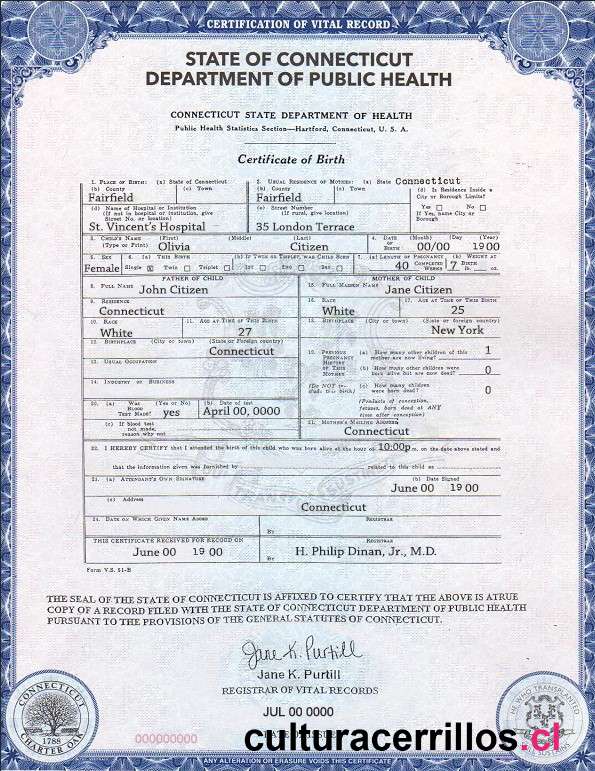 CERTIFICATION OF VITAL RECORD
STATE OF CONNECTICUT
DEPARTMENT OF PUBLIC HEALTH
CONNECTICUT STATE DEPARTMENT OF HEALTH
Public Health Statistics Section—Hartford, Connecticut, U. S. A.
Certificate of Birth
1. PLACE OF BIRTH: (a) State of Connecticut
(b) County (c) Town
Fairfield
2. USUAL RESIDENCE OF MOTHER: (a) State Connecticut
(b) County (c) Town
Fairfield
(d) Is Residence Inside a
City or Borough Limits?
Yes No
If Yes, name City or
Borough
(d) Name of Hospital or Institution
(If not in hospital or institution, give
Street No. or location)
St. Vincent's Hospital
(e) Street Number
(If rural, give location)
35 London Terrace
3. CHILD'S NAME (First) (Middle) (Last)
(Type or Print) Olivia Citizen
4. DATE OF BIRTH (Month) (Day) (Year)
00/00 1900
5. SEX
Female
6. (a) THIS BIRTH
Single Twin Triplet
(b) IF TWIN OR TRIPLET, WAS CHILD BORN
1st 2nd 3rd
7. (a) LENGTH OF PREGNANCY
40 COMPLETED WEEKS
(b) WEIGHT AT BIRTH
7 lb. oz.
FATHER OF CHILD
8. FULL NAME
John Citizen
9. RESIDENCE
Connecticut
10. RACE
White
11. AGE AT TIME OF THIS BIRTH
27
12. BIRTHPLACE (City or town) (State or Foreign country)
Connecticut
13. USUAL OCCUPATION
14. INDUSTRY OR BUSINESS
MOTHER OF CHILD
15. FULL MAIDEN NAME
Jane Citizen
16. RACE
White
17. AGE AT TIME OF THIS BIRTH
25
18. BIRTHPLACE (City or town) (State or foreign country)
New York
19. PREVIOUS PREGNANCY HISTORY OF THIS MOTHER
(a) How many other children of this
mother are now living? 1
(b) How many other children were
born alive but are now dead? 0
(c) How many children
were born dead? 0
(Products of conception,
fetuses, born dead at ANY
time after conception)
20. (a) WAS BLOOD TEST MADE? (Yes or No)
yes
(b) Date of test
April 00, 0000
(c) If blood test
not made,
reason why not
21. MOTHER'S MAILING ADDRESS
Connecticut
22. I HEREBY CERTIFY that I attended the birth of this child who was born alive at the hour of 10:00p m. on the date above stated and
that the information given was furnished by related to this child as
23. (a) ATTENDANT'S OWN SIGNATURE (b) Date Signed
June 00 19 00
(c) Address
Connecticut
24. DATE ON WHICH GIVEN NAME ADDED REGISTRAR
By
THIS CERTIFICATE RECEIVED FOR RECORD ON REGISTRAR
June 00 19 00 By H. Philip Dinan, Jr., M.D.
Form V.S. 51-B
THE SEAL OF THE STATE OF CONNECTICUT IS AFFIXED TO CERTIFY THAT THE ABOVE IS ATRUE
COPY OF A RECORD FILED WITH THE STATE OF CONNECTICUT DEPARTMENT OF PUBLIC HEALTH
PURSUANT TO THE PROVISIONS OF THE GENERAL STATUTES OF CONNECTICUT.
Jane K. Purtill
Jane K. Purtill
REGISTRAR OF VITAL RECORDS
JUL 00 0000
CONNECTICUT
1788
CHARTER OAK
000000000
culturacerrillos.cl
ANY ALTERATION OR ERASURE VOIDS THIS CERTIFICATE